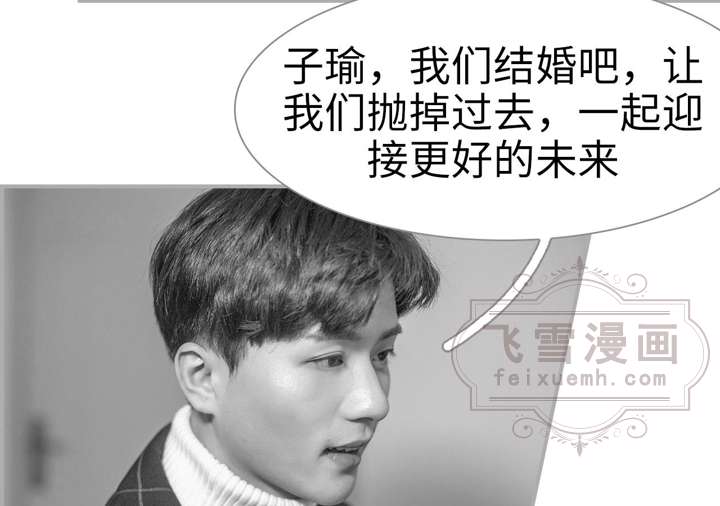 子瑜，我们结婚吧，让
我们抛掉过去，一起迎
接更好的未来
飞雪漫画
feixuemh.com